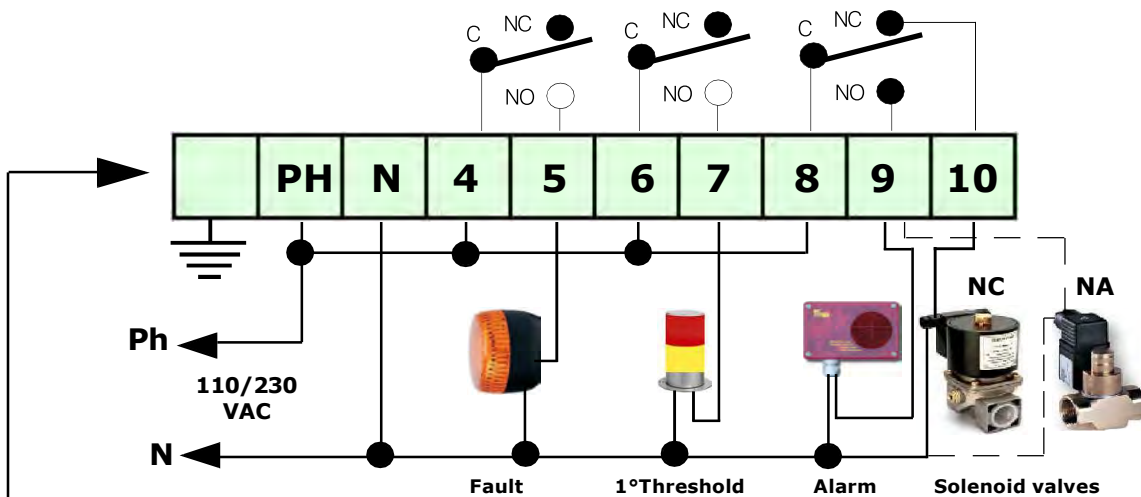 NC NC NC
C C C
NO NO NO
PH N 4 5 6 7 8 9 10
NC NA
Ph
110/230
VAC
N
Fault 1°Threshold Alarm Solenoid valves